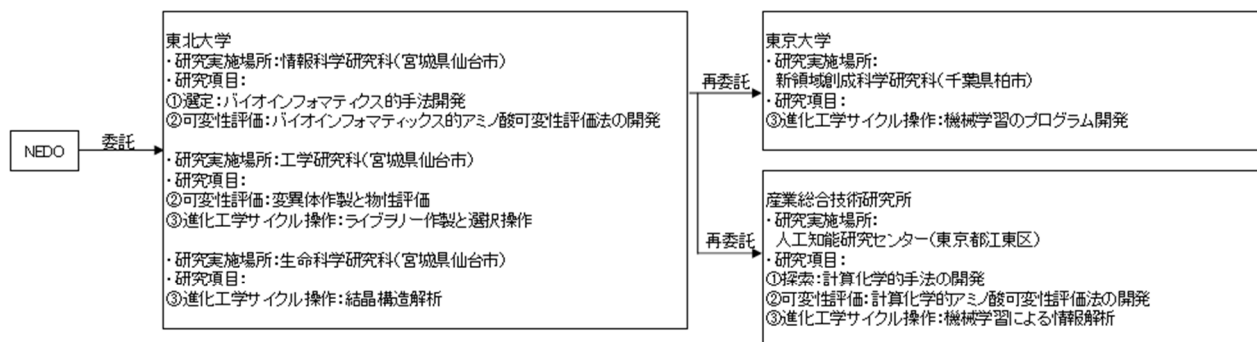 NEDO
委託
東北大学
・研究実施場所:情報科学研究科(宮城県仙台市)
・研究項目:
①選定:バイオインフォマティクス的手法開発
②可変性評価:バイオインフォマティックス的アミノ酸可変性評価法の開発
・研究実施場所:工学研究科(宮城県仙台市)
・研究項目:
②可変性評価:変異体作製と物性評価
③進化工学サイクル操作:ライブラリー作製と選択操作
・研究実施場所:生命科学研究科(宮城県仙台市)
・研究項目:
③進化工学サイクル操作:結晶構造解析
再委託
東京大学
・研究実施場所:
新領域創成科学研究科(千葉県柏市)
・研究項目:
③進化工学サイクル操作:機械学習のプログラム開発
再委託
産業総合技術研究所
・研究実施場所:
人工知能研究センター(東京都江東区)
・研究項目:
①探索:計算化学的手法の開発
②可変性評価:計算化学的アミノ酸可変性評価法の開発
③進化工学サイクル操作:機械学習による情報解析